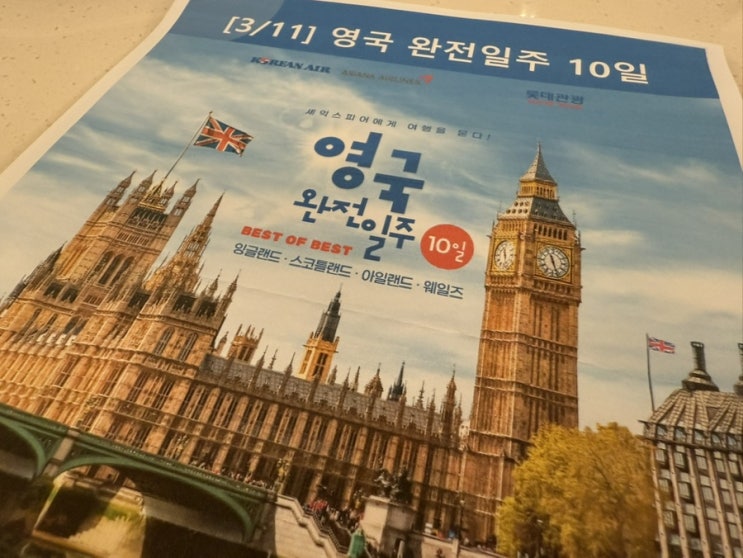 [3/11] 영국 완전일주 10일
KOREAN AIR ASIANA AIRLINES
롯데관광
셰익스피어에게 여행을 묻다!
영국
완전일주
BEST OF BEST
10일
잉글랜드 · 스코틀랜드 · 아일랜드 · 웨일즈